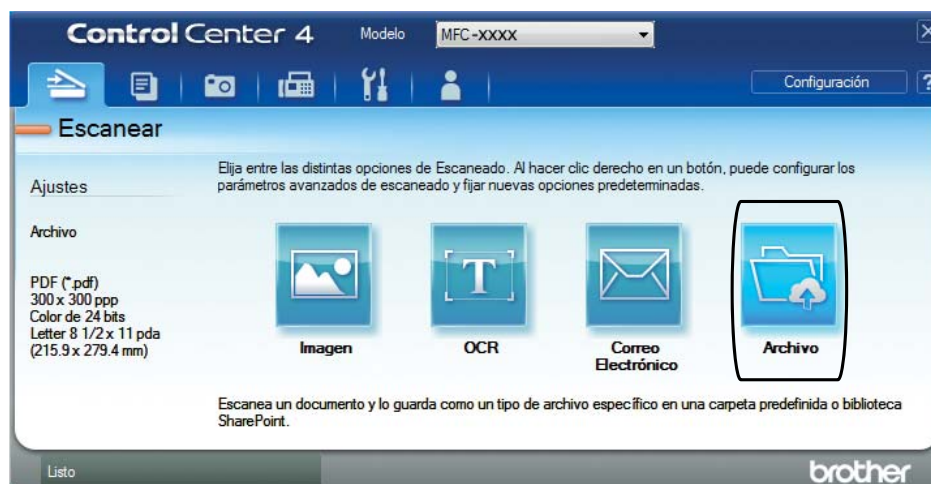 Control Center 4 Modelo MFC-XXXX
Configuración ?
Escanear
Ajustes
Archivo
PDF (*.pdf)
300 x 300 ppp
Color de 24 bits
Letter 8 1/2 x 11 pda
(215.9 x 279.4 mm)
Elija entre las distintas opciones de Escaneado. Al hacer clic derecho en un botón, puede configurar los
parámetros avanzados de escaneado y fijar nuevas opciones predeterminadas.
T
Imagen
OCR
Correo
Electrónico
Archivo
Escanea un documento y lo guarda como un tipo de archivo específico en una carpeta predefinida o biblioteca
SharePoint.
Listo
brother